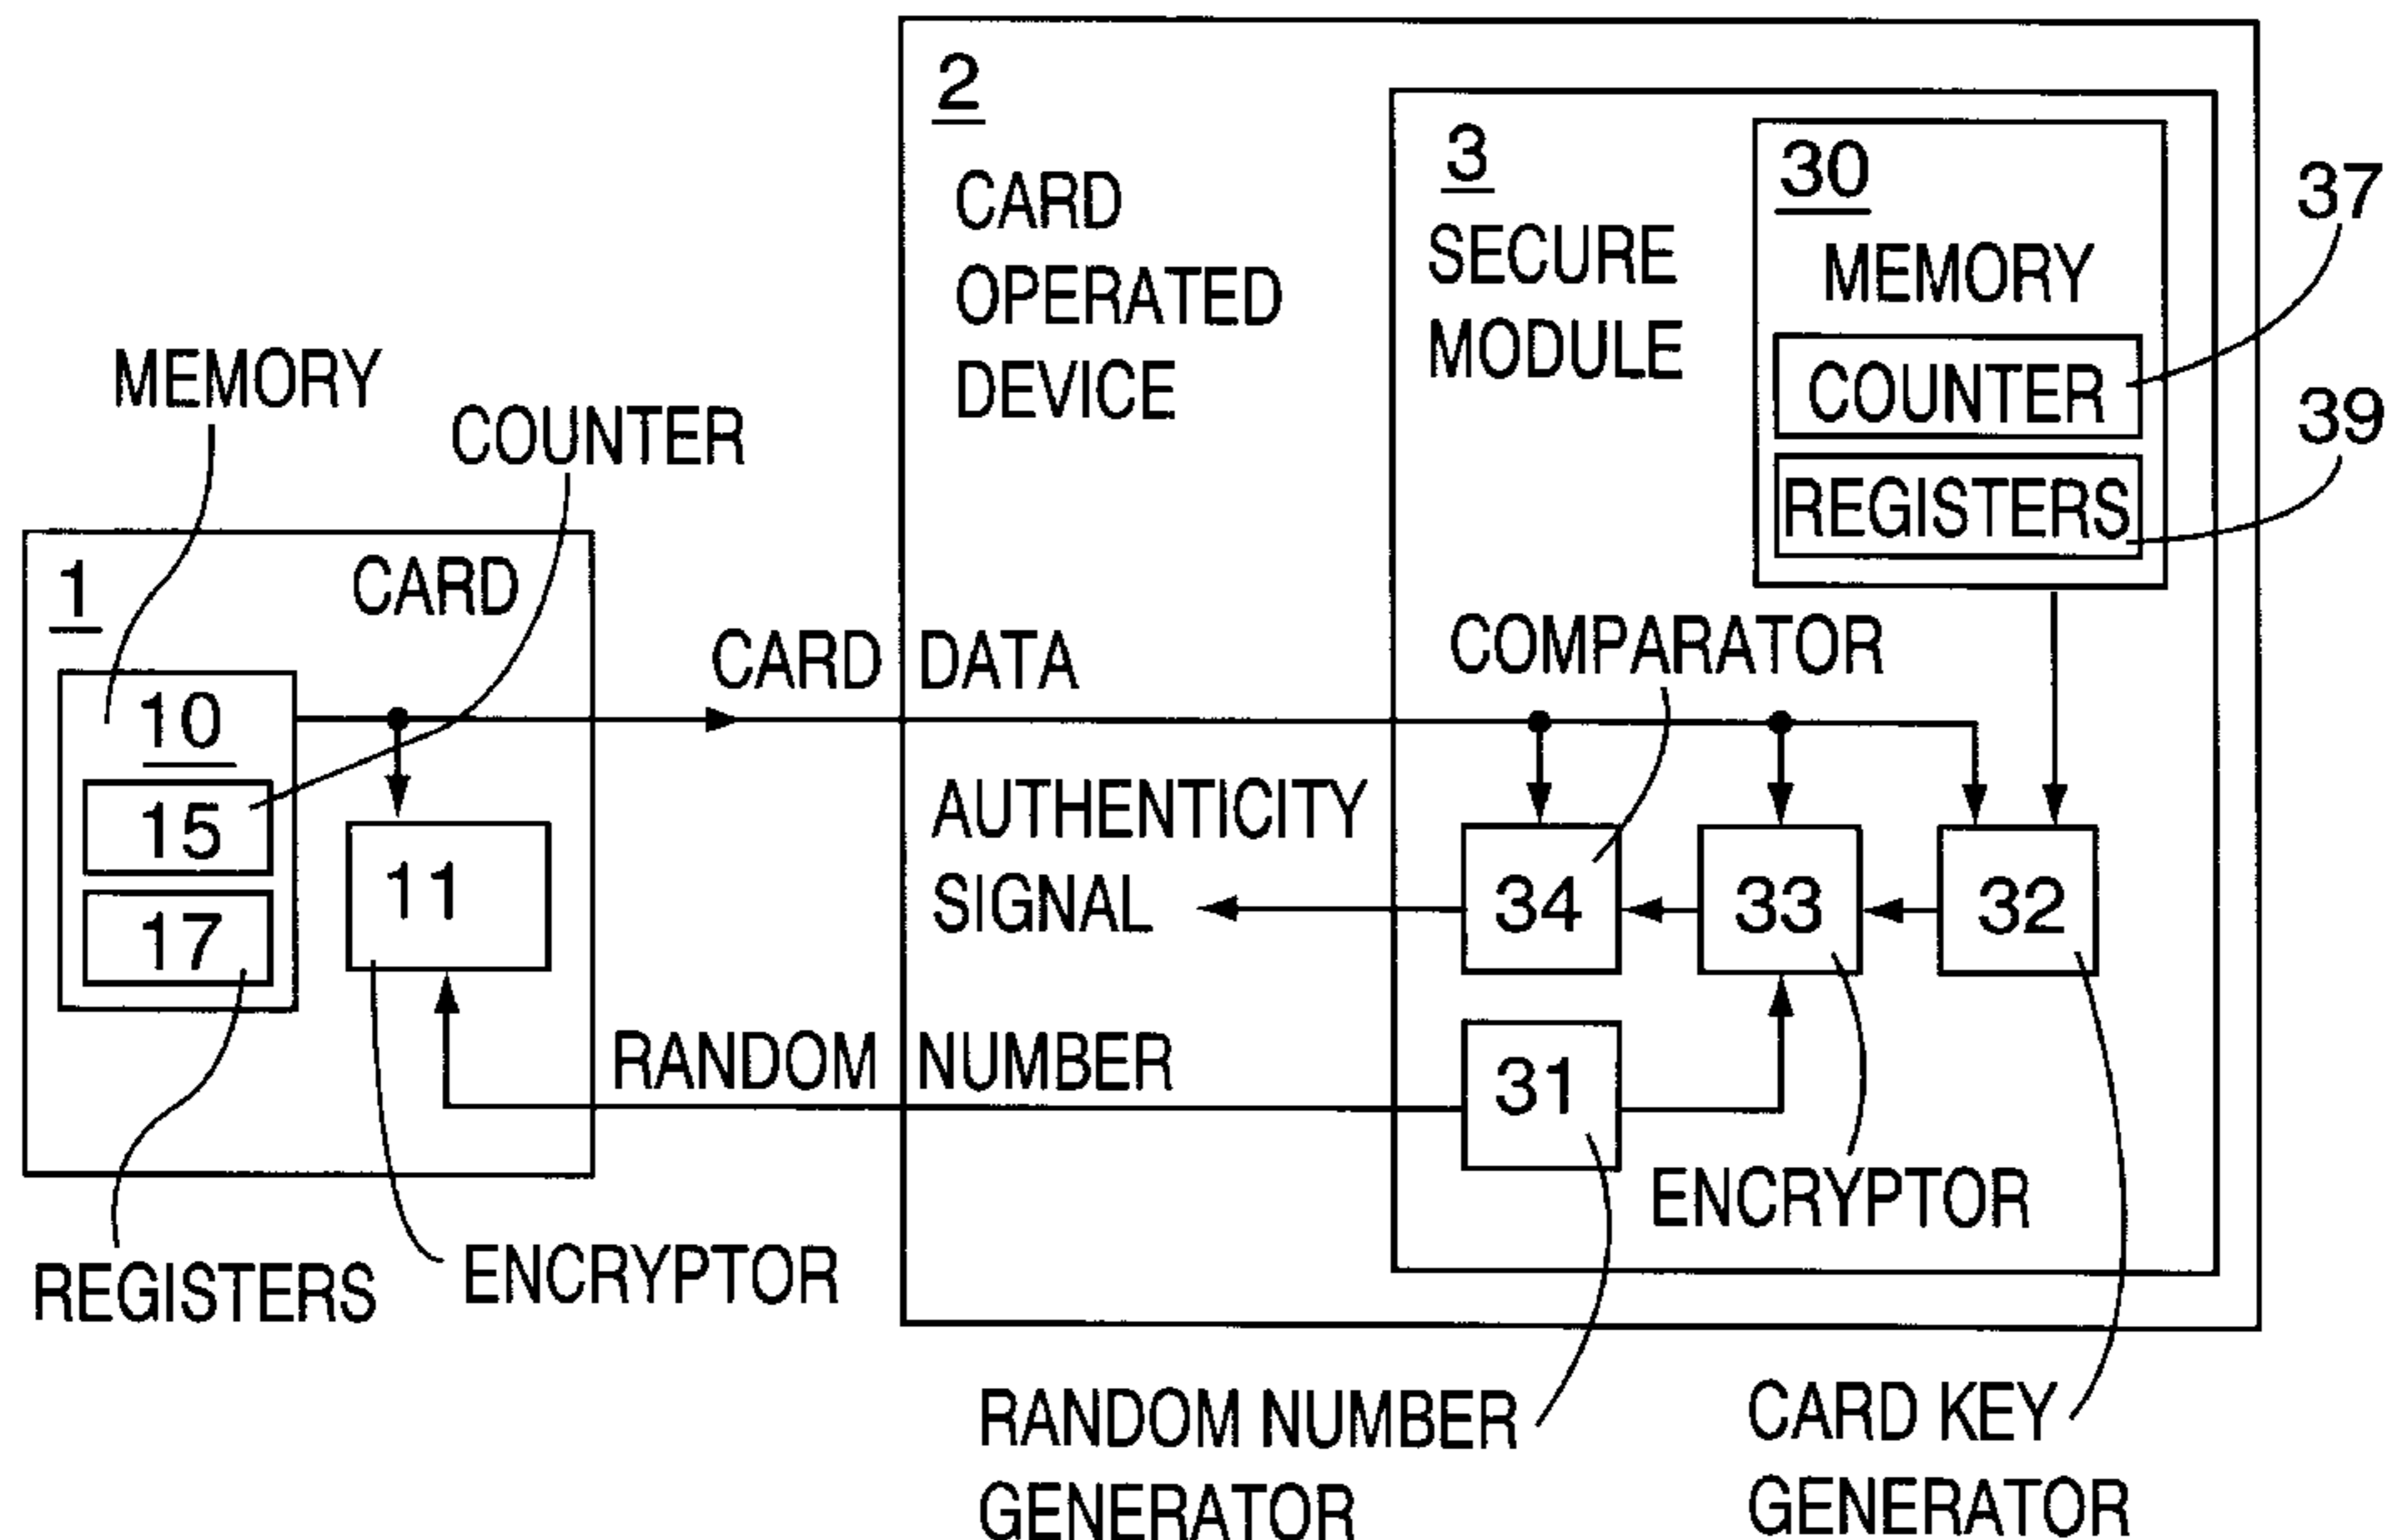 2
CARD
OPERATED
DEVICE
3
SECURE
MODULE
30
MEMORY
COUNTER
REGISTERS
37
39
MEMORY
COUNTER
1
CARD
10
15
17
11
CARD DATA
COMPARATOR
AUTHENTICITY
SIGNAL
34
33
32
RANDOM NUMBER
31
ENCRYPTOR
REGISTERS
ENCRYPTOR
RANDOM NUMBER
GENERATOR
CARD KEY
GENERATOR